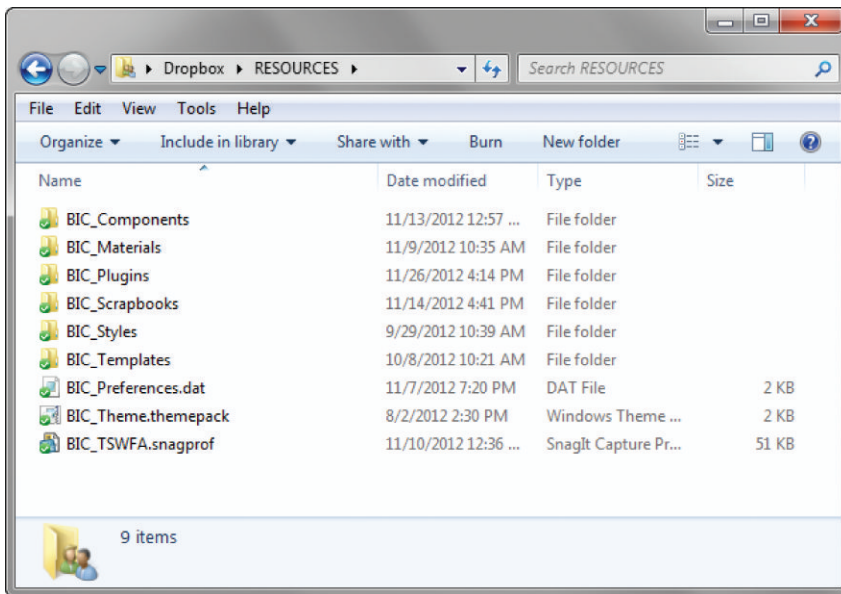 Dropbox RESOURCES Search RESOURCES
File Edit View Tools Help
Organize Include in library Share with Burn New folder
Name Date modified Type Size
BIC_Components 11/13/2012 12:57 ... File folder
BIC_Materials 11/9/2012 10:35 AM File folder
BIC_Plugins 11/26/2012 4:14 PM File folder
BIC_Scrapbooks 11/14/2012 4:41 PM File folder
BIC_Styles 9/29/2012 10:39 AM File folder
BIC_Templates 10/8/2012 10:21 AM File folder
BIC_Preferences.dat 11/7/2012 7:20 PM DAT File 2 KB
BIC_Theme.themepack 8/2/2012 2:30 PM Windows Theme ... 2 KB
BIC_TSWFA.snagprof 11/10/2012 12:36 ... SnagIt Capture Pr... 51 KB
9 items